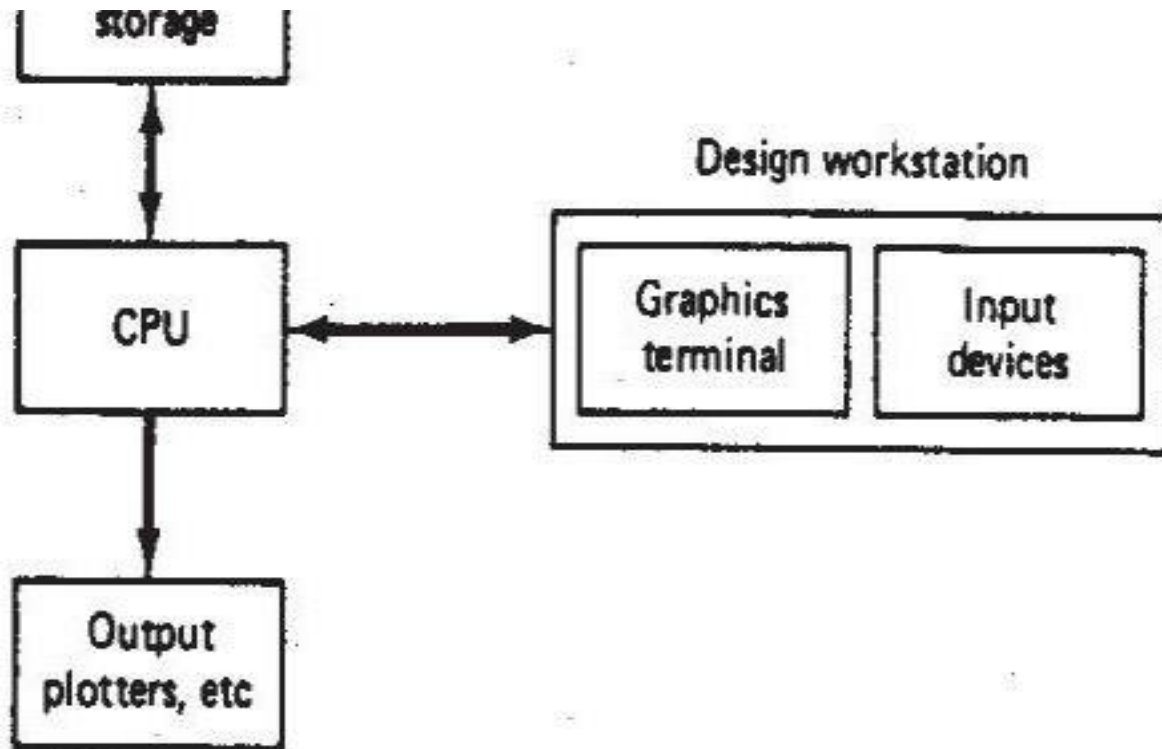 storage
Design workstation
CPU
Graphics
terminal
Input
devices
Output
plotters, etc